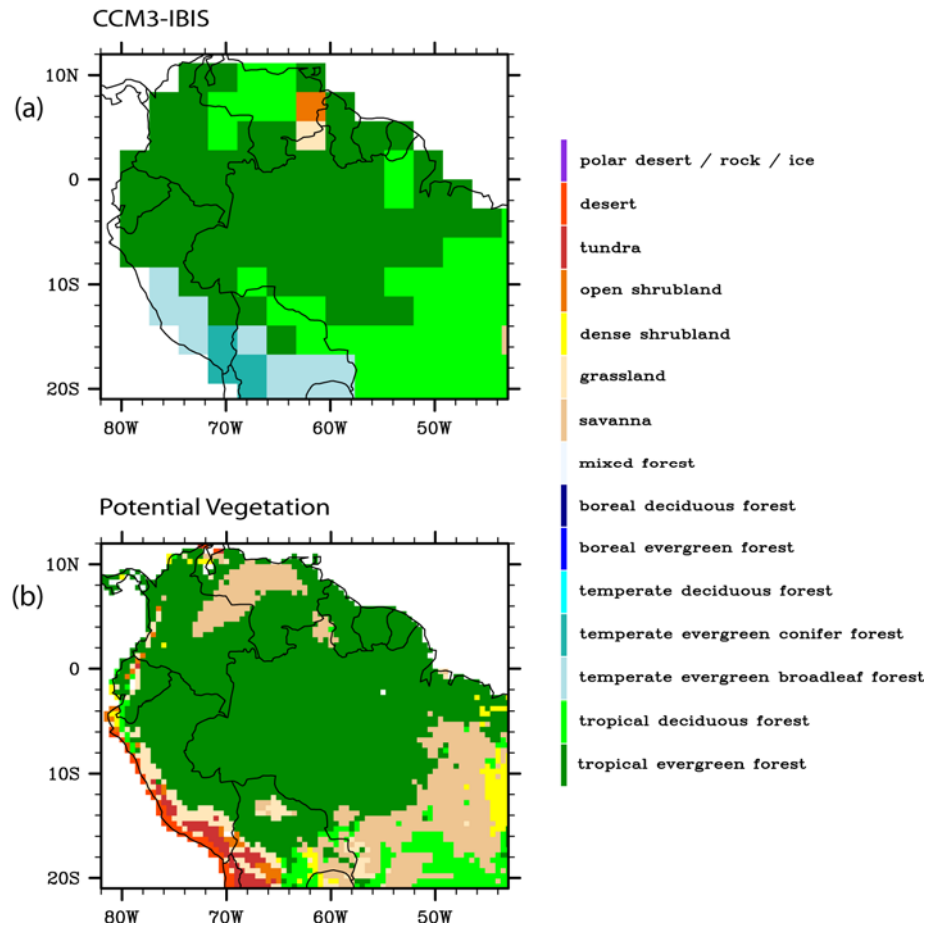 CCM3-IBIS
(a)
10N
0
10S
20S
80W 70W 60W 50W
Potential Vegetation
(b)
10N
0
10S
20S
80W 70W 60W 50W
polar desert / rock / ice
desert
tundra
open shrubland
dense shrubland
grassland
savanna
mixed forest
boreal deciduous forest
boreal evergreen forest
temperate deciduous forest
temperate evergreen conifer forest
temperate evergreen broadleaf forest
tropical deciduous forest
tropical evergreen forest